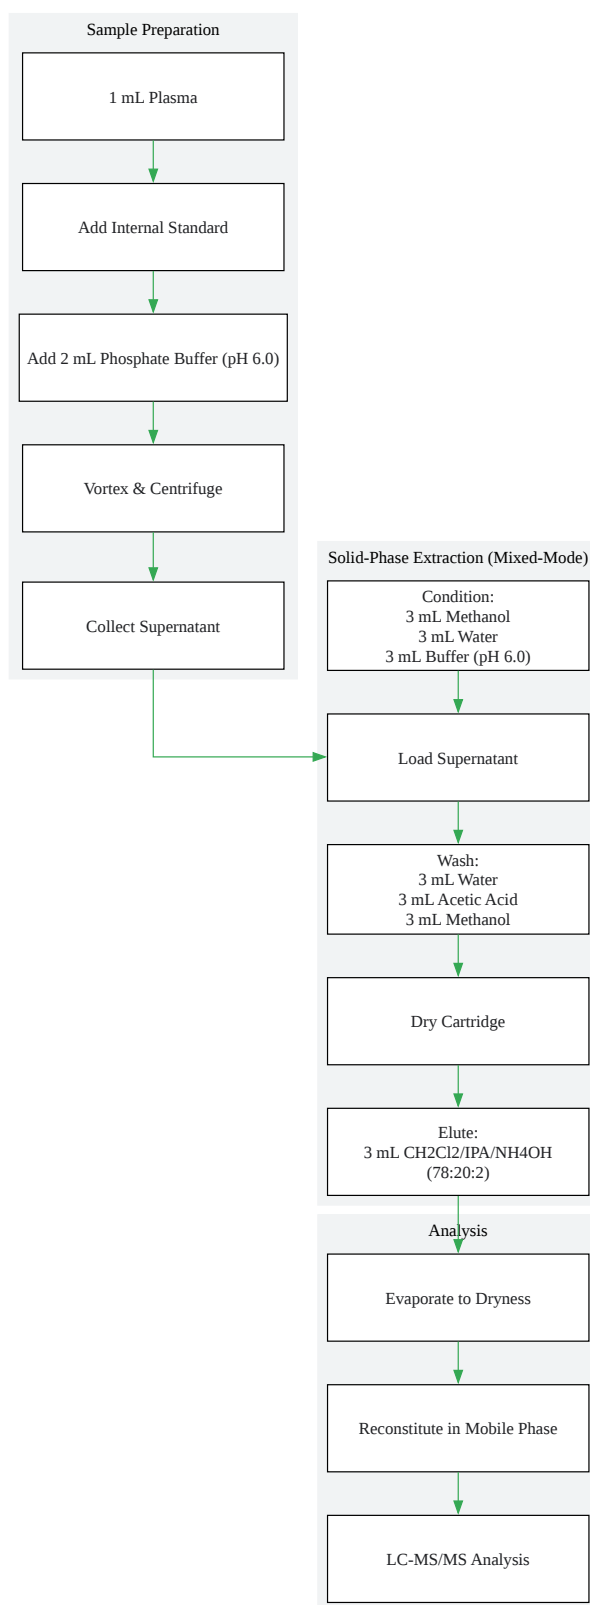 Sample Preparation
1 mL Plasma
Add Internal Standard
Add 2 mL Phosphate Buffer (pH 6.0)
Vortex & Centrifuge
Collect Supernatant
Solid-Phase Extraction (Mixed-Mode)
Condition:
3 mL Methanol
3 mL Water
3 mL Buffer (pH 6.0)
Load Supernatant
Wash:
3 mL Water
3 mL Acetic Acid
3 mL Methanol
Dry Cartridge
Elute:
3 mL CH2Cl2/IPA/NH4OH
(78:20:2)
Analysis
Evaporate to Dryness
Reconstitute in Mobile Phase
LC-MS/MS Analysis